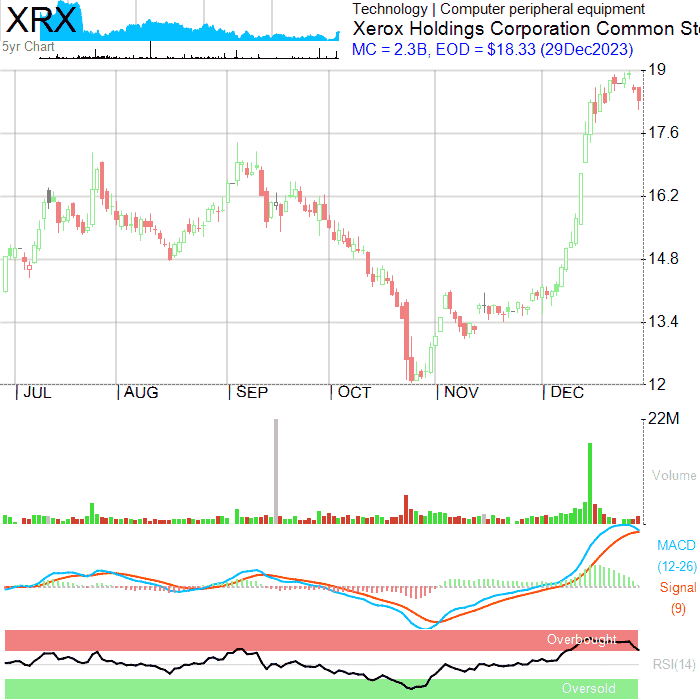 XRX
5yr Chart
Technology | Computer peripheral equipment
Xerox Holdings Corporation Common Sto
MC = 2.3B, EOD = $18.33 (29Dec2023)
19
17.6
16.2
14.8
13.4
12
JUL AUG SEP OCT NOV DEC
22M
Volume
MACD
(12-26)
Signal
(9)
Overbought
RSI(14)
Oversold